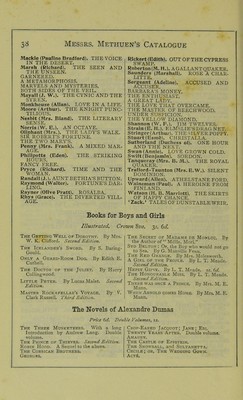 38 MESSRS. METHUEN'S CATALOGUE
Mackie (Pauline Bradford). THE VOICE
IN THE DESERT.
Marsh (Richard). THE SEEN AND
THE UNSEEN.
GARNERED.
A METAMORPHOSIS.
MARVELS AND MYSTERIES.
BOTH SIDES OF THE VEIL.
Mayall (J. W.). THE CYNIC AND THE
SYREN.
Monkhouse (Allan). LOVE IN A LIFE.
Moore (Arthur). THE KNIGHT PUNC-
TILIOUS.
Nesbit (Mrs. Bland). THE LITERARY
SENSE.
Norris (W. E.). AN OCTAVE.
Oliphant (Mrs.). THE LADY'S WALK.
SIR ROBERT'S FORTUNE.
THE TWO MARYS.
Penny (Mrs. Frank). A MIXED MAR-
AGE.
Phillpotts (Eden). THE STRIKING
HOURS.
FANCY FREE.
Pryce (Richard). TIME AND THE
WOMAN.
Randall (J.). AUNT BETHIA'S BUTTON.
Raymond (Walter). FORTUNE'S DAR-
LING.
Rayner (Olive Pratt). ROSALBA.
Rhys (Grace). THE DIVERTED VILL-
AGE.
Rickert (Edith). OUT OF THE CYPRESS
SWAMP.
Roberton (M. H.). A GALLANT QUAKER.
Saunders (Marshall). ROSE A CHAR-
LITTE.
Sergeant (Adeline). ACCUSED AND
ACCUSER.
BARBARA'S MONEY.
THE ENTHUSIAST.
A GREAT LADY.
THE LOVE THAT OVERCAME.
THE MASTER OF BEECHWOOD.
UNDER SUSPICION.
THE YELLOW DIAMOND.
Shannon (W. F.). JIM TWELVES.
Strain (E. H.). ELMSLIE'S DRAG NET.
Stringer (Arthur). THE SILVER POPPY.
Stuart (Esmè). CHRISTALLA.
Sutherland (Duchess of). ONE HOUR
AND THE NEXT.
Swan (Annie). LOVE GROWN COLD.
Swift (Benjamin). SORDON.
Tanqueray (Mrs. B. M.). THE ROYAL
QUAKER.
Trafford-Taunton (Mrs. E. W.). SILENT
DOMINION.
Upward (Allen). ATHELSTANE FORD.
Waineman (Paul). A HEROINE FROM
FINLAND.
Watson (H. B. Marriott). THE SKIRTS
OF HAPPY CHANCE.
'Zack.' TALES OF DUNSTABLE WEIR.
Books for Boys and Girls
Illustrated. Crown 8vo. 3s. 6d.
THE GETTING WELL OF DOROTHY. By Mrs.
W. K. Clifford. Second Edition.
THE ICELANDER'S SWORD. By S. Baring-
Gould.
ONLY A GUARD-ROOM DOG. By Edith E.
Cuthell.
THE DOCTOR OF THE JULIET. By Harry
Collingwood.
LITTLE PETER. By Lucas Malet. Second
Edition.
MASTER ROCKAFELLAR'S VOYAGE. By W.
Clark Russell. Third Edition.
THE SECRET OF MADAME DE MONLUC. By
the Author of "Mdlle. Mori."
SYD BELTON: Or, the Boy who would not go
to Sea. By G. Manville Fenn.
THE RED GRANGE. By Mrs. Molesworth.
A GIRL OF THE PEOPLE. By L. T. Meade.
Second Edition.
HEPSY GIPSY. By L. T. Meade. 2s. 6d.
THE HONOURABLE MISS. By L. T. Meade.
Second Edition.
THERE WAS ONCE A PRINCE. By Mrs. M. E.
Mann.
WHEN ARNOLD COMES HOME. By Mrs. M. E.
Mann.
The Novels of Alexandre Dumas
Price 6d. Double Volumes, 1s.
THE THREE MUSKETEERS. With a long
Introduction by Andrew Lang. Double
volume.
THE PRINCE OF THIEVES. Second Edition.
ROBIN HOOD. A Sequel to the above.
THE CORSICAN BROTHERS.
GEORGES.
CROP-EARED JACQUOT; JANE; Etc.
TWENTY YEARS AFTER. Double volume.
AMAURY.
THE CASTLE OF EPPSTEIN.
THE SNOWBALL, and SULTANETTA.
CECILE; OR, THE WEDDING GOWN.
ACTÉ.